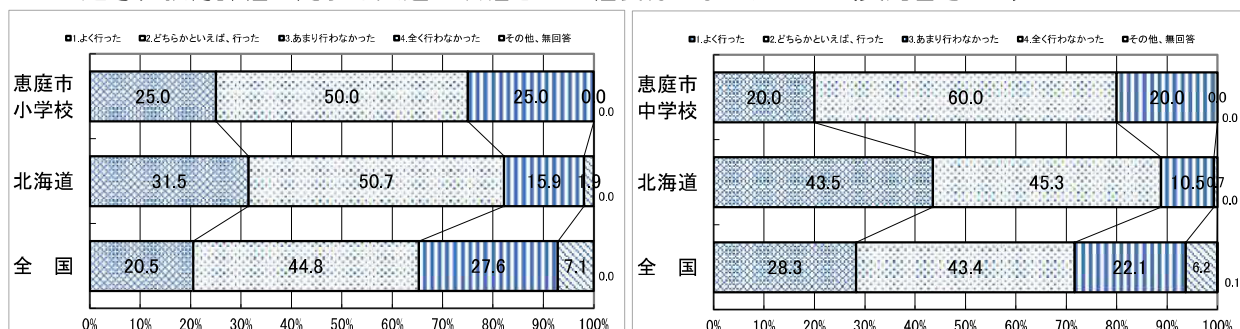 ■1.よく行った ■2.どちらかといえば、行った ■3.あまり行わなかった ■4.全く行わなかった ■その他、無回答
恵庭市
小学校
25.0 50.0 25.0 0.0
0.0
北海道
31.5 50.7 15.9 1.9
0.0
全 国
20.5 44.8 27.6 7.1
0.0
0% 10% 20% 30% 40% 50% 60% 70% 80% 90% 100%
■1.よく行った ■2.どちらかといえば、行った ■3.あまり行わなかった ■4.全く行わなかった ■その他、無回答
恵庭市
中学校
20.0 60.0 20.0 0.0
0.0
北海道
43.5 45.3 10.5 0.7
0.0
全 国
28.3 43.4 22.1 6.2
0.1
0% 10% 20% 30% 40% 50% 60% 70% 80% 90% 100%